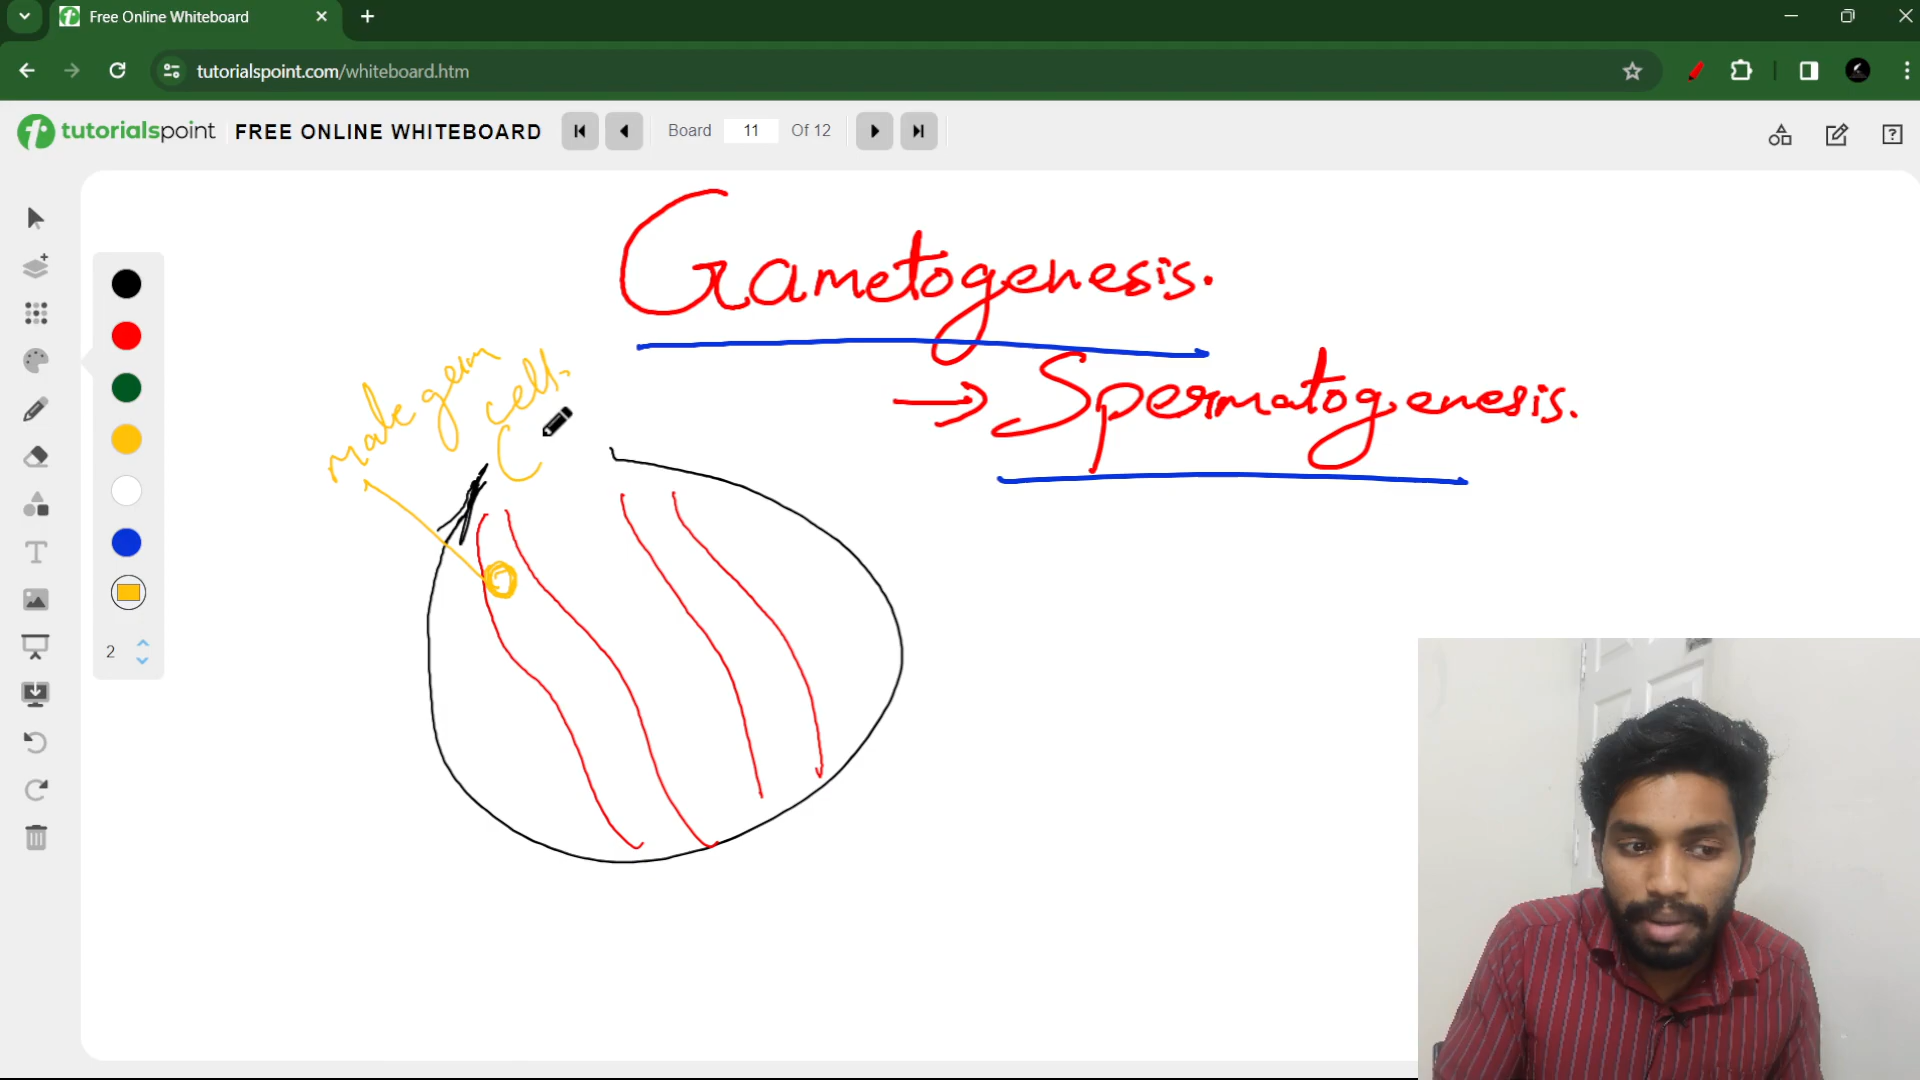 Free Online Whiteboard
tutorialspoint.com/whiteboard.htm
tutorialspoint FREE ONLINE WHITEBOARD Board 11 Of 12
Gametogenesis.
→ Spermatogenesis.
male germ
cell.
(
T
2